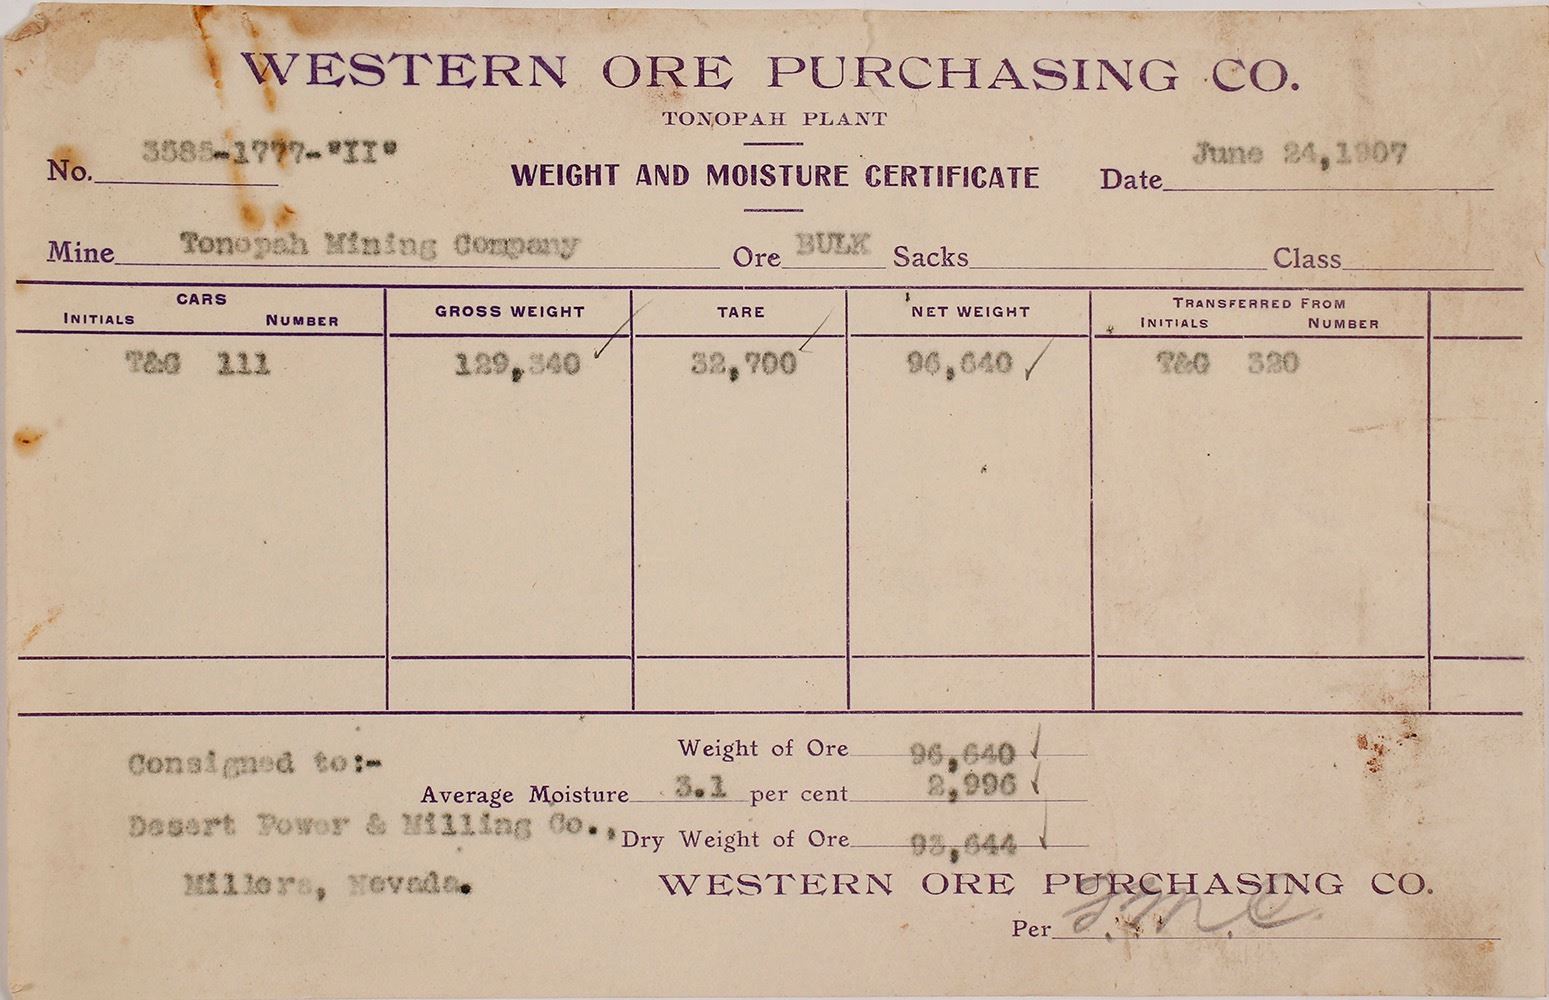 WESTERN ORE PURCHASING CO.
TONOPAH PLANT
No. 3585-1777-"II"
WEIGHT AND MOISTURE CERTIFICATE
Date June 24,1907
Mine Tonopah Mining Company Ore BULK Sacks Class
CARS GROSS WEIGHT TARE NET WEIGHT TRANSFERRED FROM
INITIALS NUMBER INITIALS NUMBER
T&G 111 129,340 32,700 96,640 T&G 320
Weight of Ore 96,640
Consigned to:-
Average Moisture 3.1 per cent 2,996
Desert Power & Milling Co.,
Dry Weight of Ore 93,644
Millers, Nevada.
WESTERN ORE PURCHASING CO.
Per